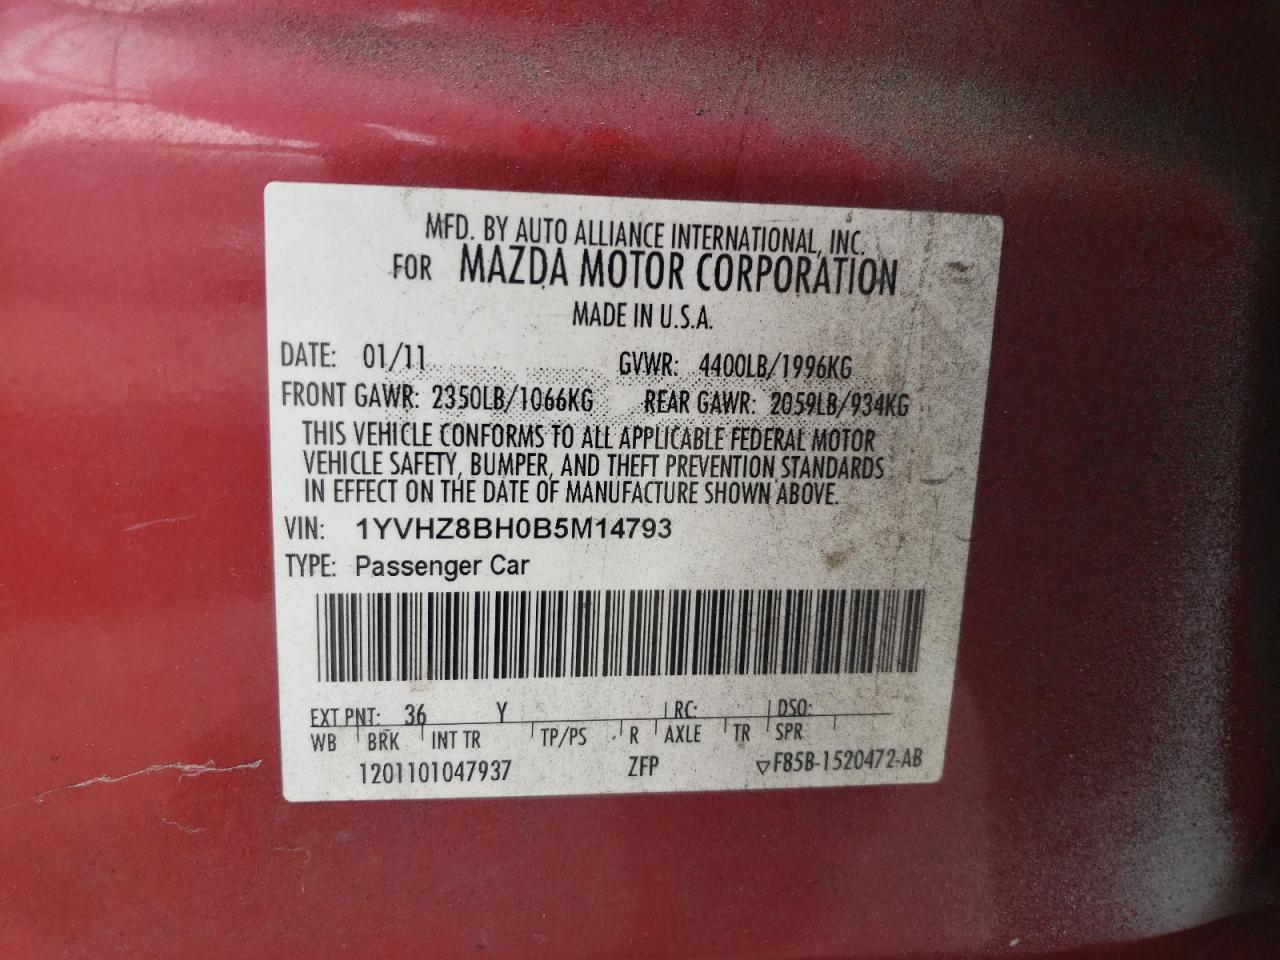 MFD. BY AUTO ALLIANCE INTERNATIONAL, INC.
FOR MAZDA MOTOR CORPORATION
MADE IN U.S.A.
DATE: 01/11 GVWR: 4400LB/1996KG
FRONT GAWR: 2350LB/1066KG REAR GAWR: 2059LB/934KG
THIS VEHICLE CONFORMS TO ALL APPLICABLE FEDERAL MOTOR
VEHICLE SAFETY, BUMPER, AND THEFT PREVENTION STANDARDS
IN EFFECT ON THE DATE OF MANUFACTURE SHOWN ABOVE.
VIN: 1YVHZ8BH0B5M14793
TYPE: Passenger Car
EXT PNT: 36 Y RC: DSO:
WB BRK INT TR TP/PS R AXLE TR SPR
1201101047937 ZFP ▽F85B-1520472-AB